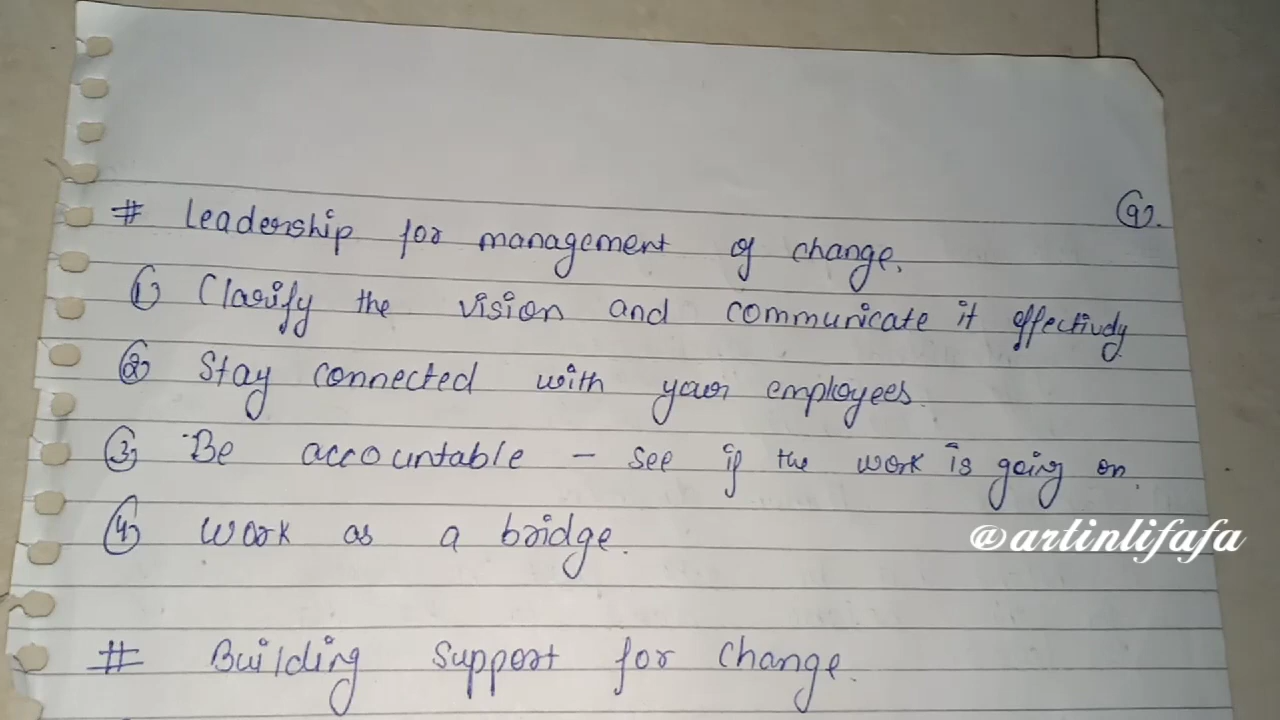 9.
# Leadership for management of change.
1) Clarify the vision and communicate it effectively
2) Stay connected with your employees.
3) Be accountable - see if the work is going on.
4) Work as a bridge.
@artinlifafa
# Building support for change.